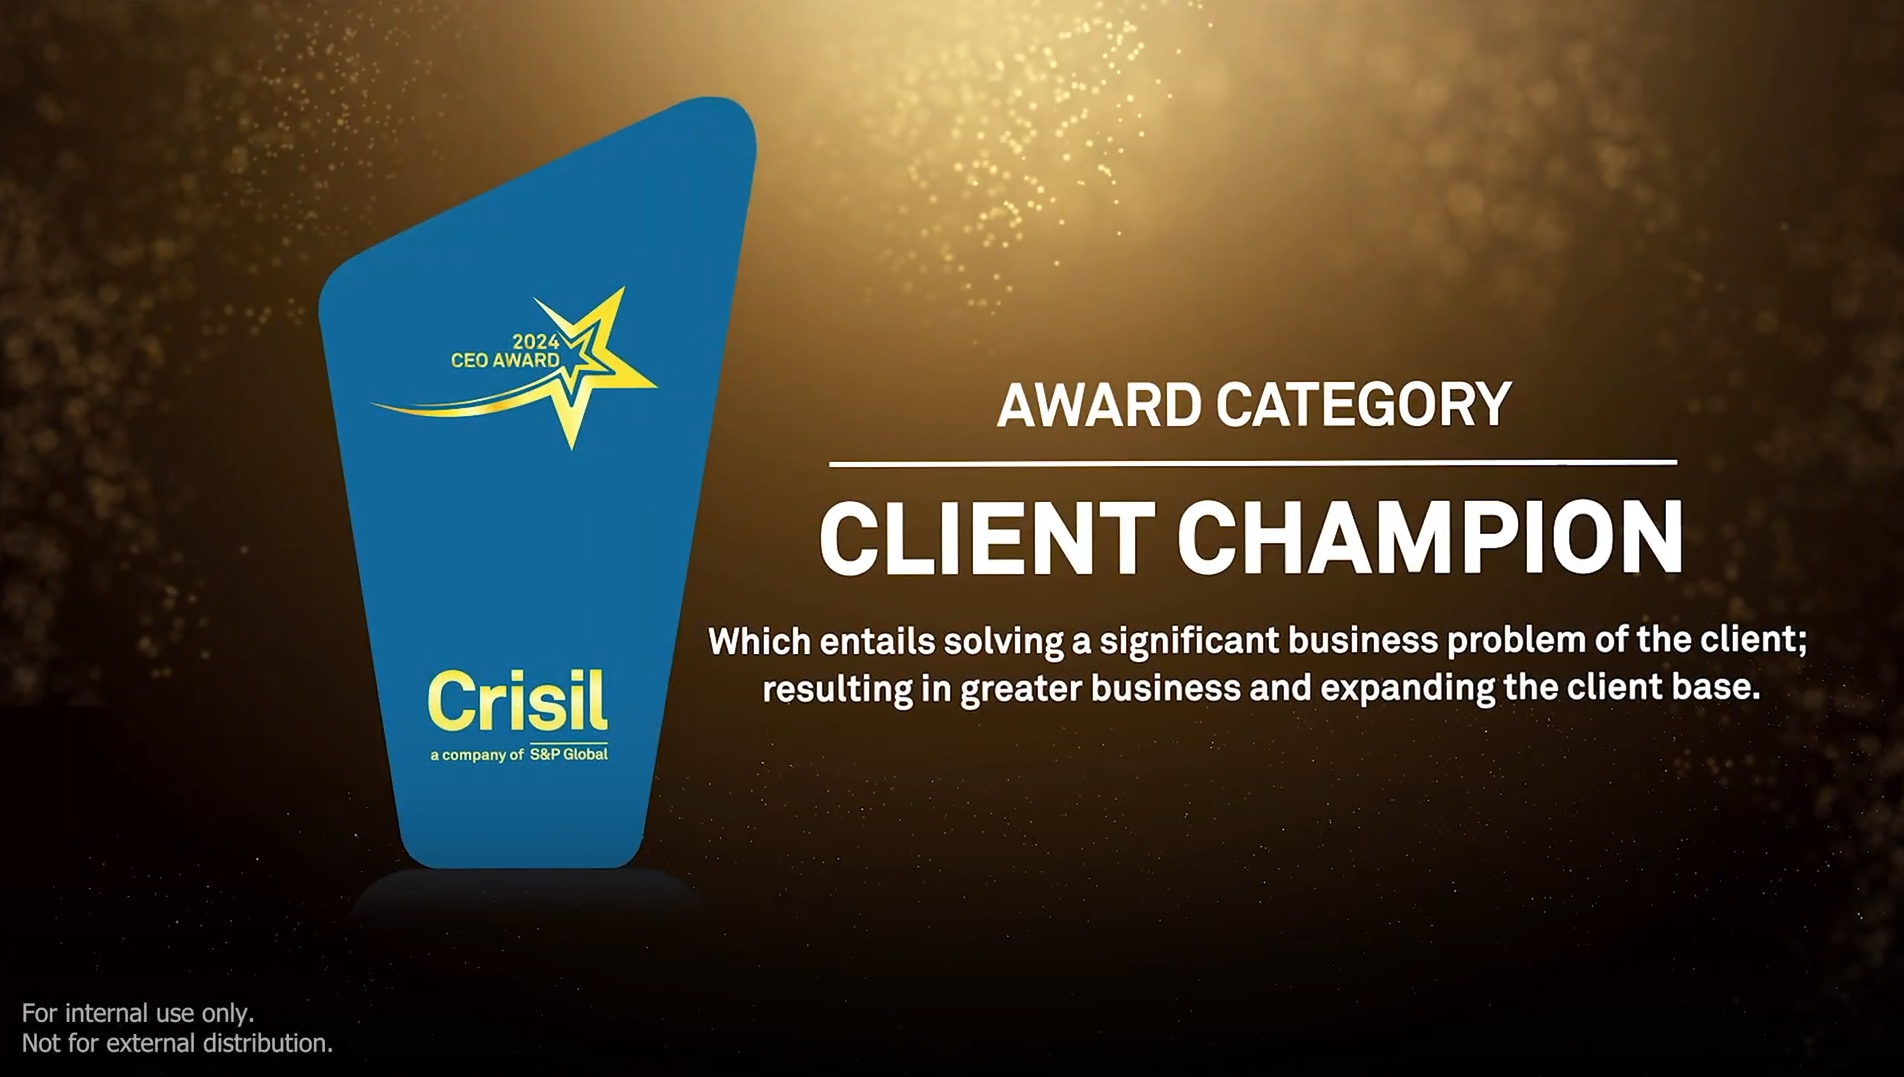 2024
CEO AWARD
Crisil
a company of S&P Global
AWARD CATEGORY
CLIENT CHAMPION
Which entails solving a significant business problem of the client;
resulting in greater business and expanding the client base.
For internal use only.
Not for external distribution.